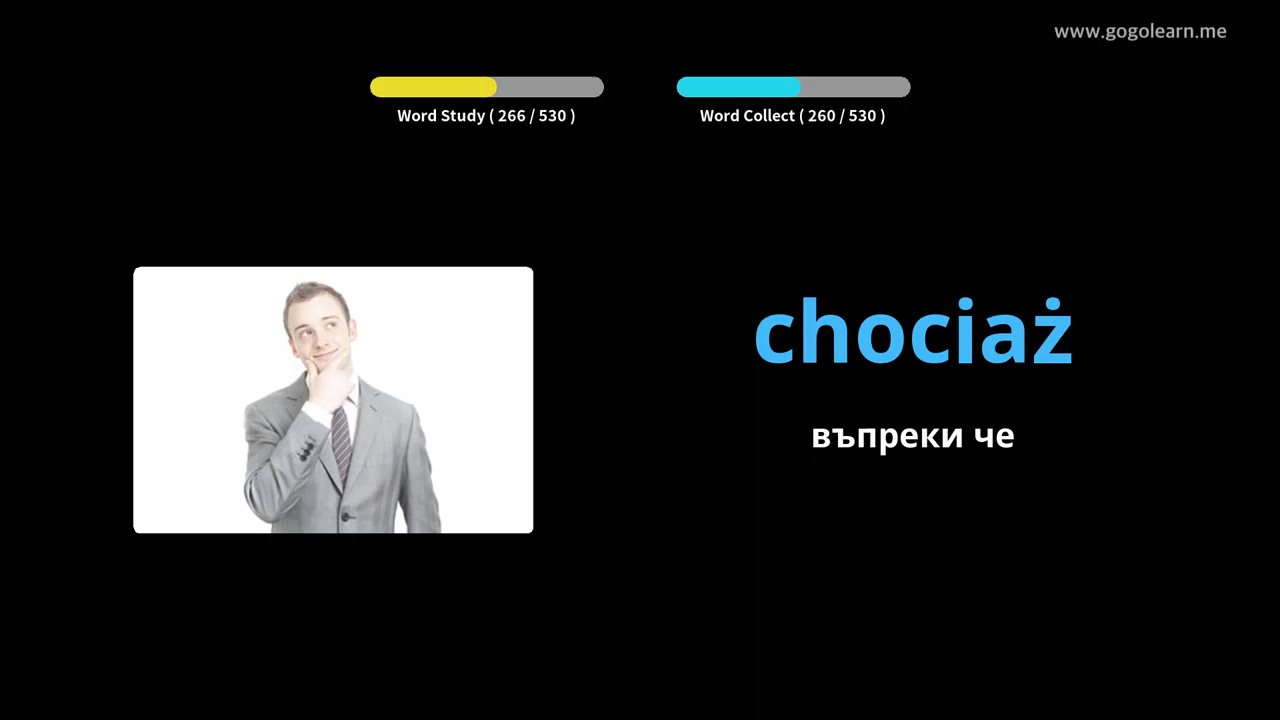 www.gogolearn.me
Word Study ( 266 / 530 )
Word Collect ( 260 / 530 )
chociaż
въпреки че